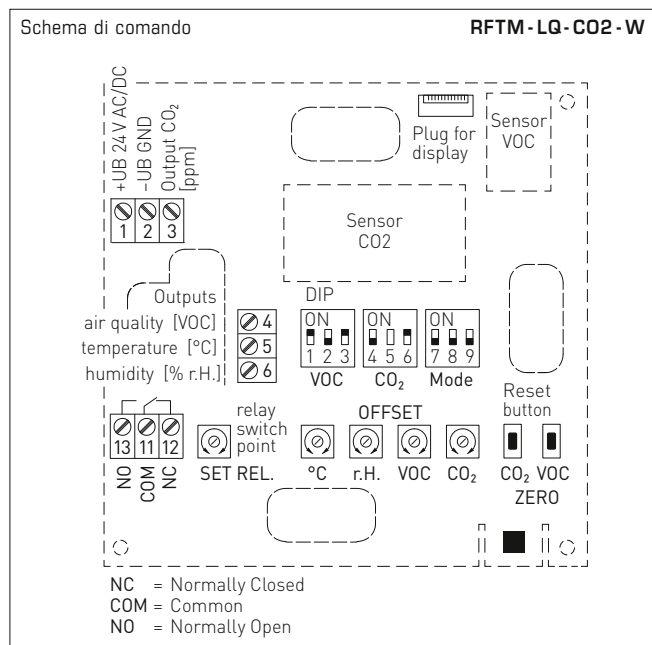 Schema di comando
RFTM-LQ-CO2-W
+UB 24V AC/DC
-UB GND
Output CO₂
[ppm]
Plug for
display
Sensor
VOC
1 2 3
Sensor
CO2
Outputs
air quality [VOC]
temperature [°C]
humidity [% r.H.]
4
5
6
DIP
ON
1 2 3
VOC
ON
4 5 6
CO₂
ON
7 8 9
Mode
13 11 12
NO
COM
NC
relay
switch
point
SET REL.
OFFSET
°C
r.H.
VOC
CO₂
Reset
button
CO₂ VOC
ZERO
NC = Normally Closed
COM = Common
NO = Normally Open